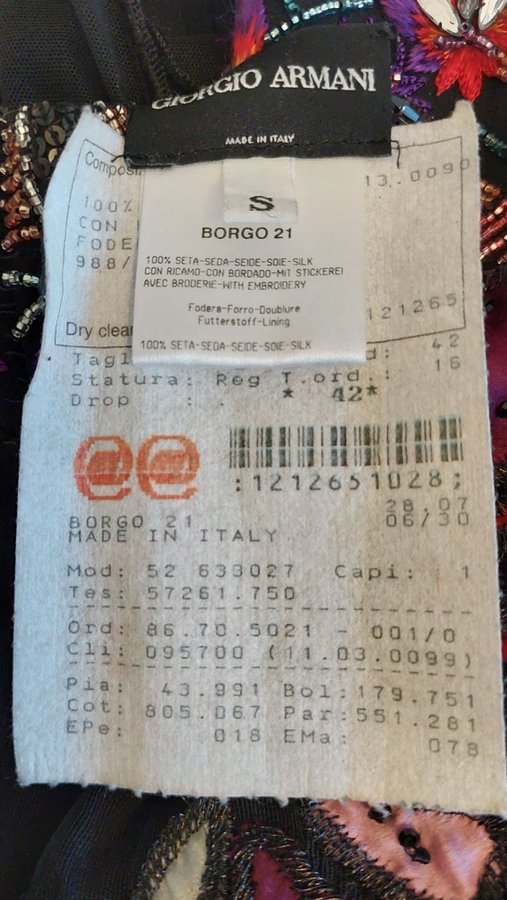 GIORGIO ARMANI
MADE IN ITALY
S
BORGO 21
100% SETA-SEDA-SEIDE-SOIE-SILK
CON RICAMO-CON BORDADO-MIT STICKEREI
AVEC BRODERIE-WITH EMBROIDERY
Fodera-Forro-Doublure
Futterstoff-Lining
100% SETA-SEDA-SEIDE-SOIE-SILK
13.0090
100%
CON
FODE
988/
121265
Dry clea
Tagl d: 42
Statura: Reg T.ord.: 16
Drop : . * 42*
:1212651028;
28.07
BORGO 21 06/30
MADE IN ITALY
Mod: 52 633027 Capi: 1
Tes: 57261.750
Ord: 86.70.5021 - 001/0
Cli: 095700 (11.03.0099)
Pia: 43.991 Bol:179.751
Cot: 805.067 Par:551.281
EPe: 018 EMa: 078